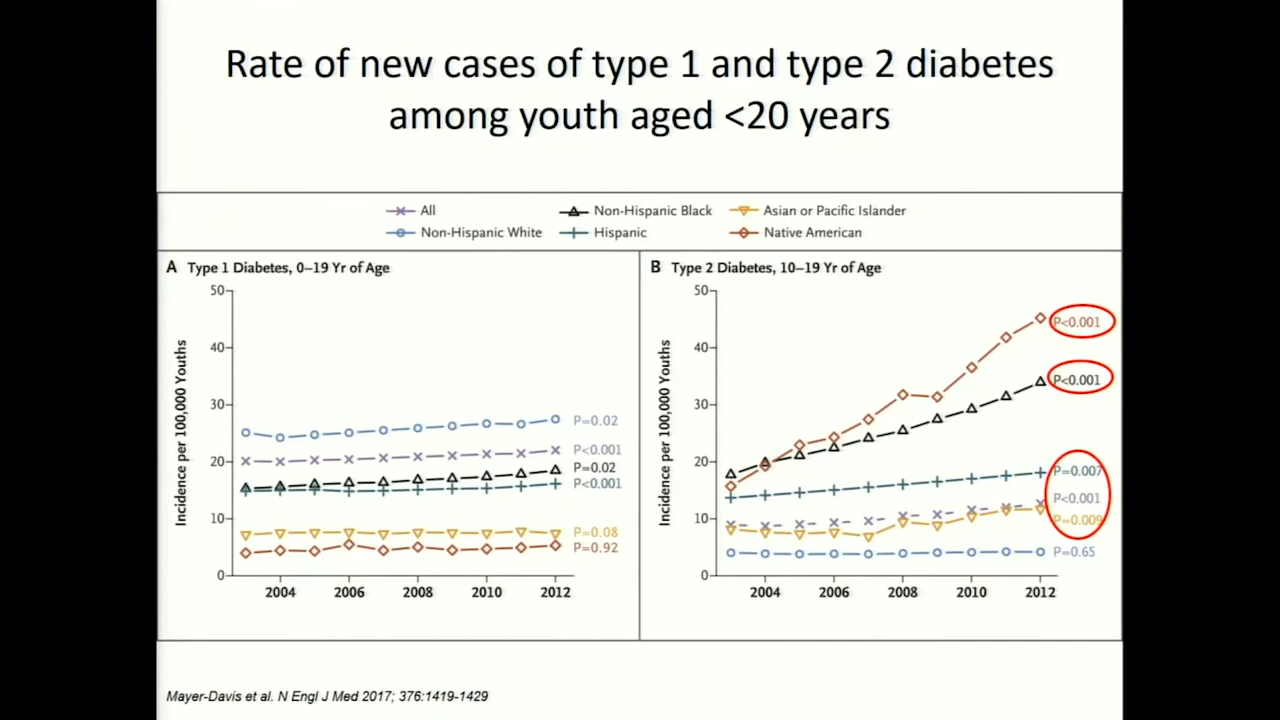 Rate of new cases of type 1 and type 2 diabetes
among youth aged <20 years
All
Non-Hispanic Black
Asian or Pacific Islander
Non-Hispanic White
Hispanic
Native American
A Type 1 Diabetes, 0–19 Yr of Age
Incidence per 100,000 Youths
50
40
30
20
10
0
2004 2006 2008 2010 2012
P=0.02
P<0.001
P=0.02
P<0.001
P=0.08
P=0.92
B Type 2 Diabetes, 10–19 Yr of Age
Incidence per 100,000 Youths
50
40
30
20
10
0
2004 2006 2008 2010 2012
P<0.001
P<0.001
P=0.007
P<0.001
P=0.009
P=0.65
Mayer-Davis et al. N Engl J Med 2017; 376:1419-1429